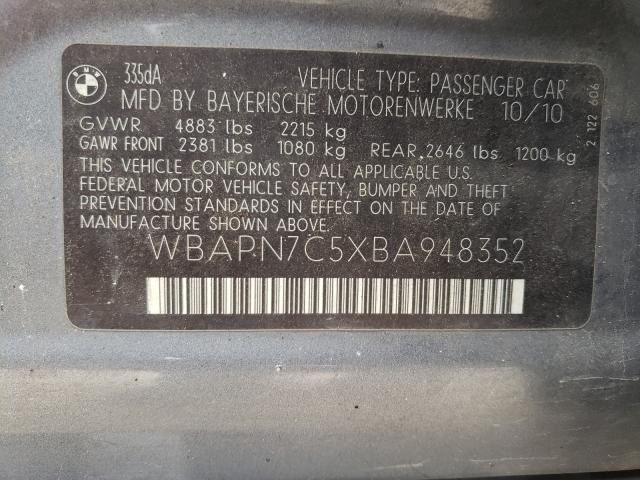 BMW
335dA VEHICLE TYPE: PASSENGER CAR
MFD BY BAYERISCHE MOTORENWERKE 10/10
GVWR 4883 lbs 2215 kg
GAWR FRONT 2381 lbs 1080 kg REAR, 2646 lbs 1200 kg
THIS VEHICLE CONFORMS TO ALL APPLICABLE U.S.
FEDERAL MOTOR VEHICLE SAFETY, BUMPER AND THEFT
PREVENTION STANDARDS IN EFFECT ON THE DATE OF
MANUFACTURE SHOWN ABOVE.
WBAPN7C5XBA948352
2 122 606